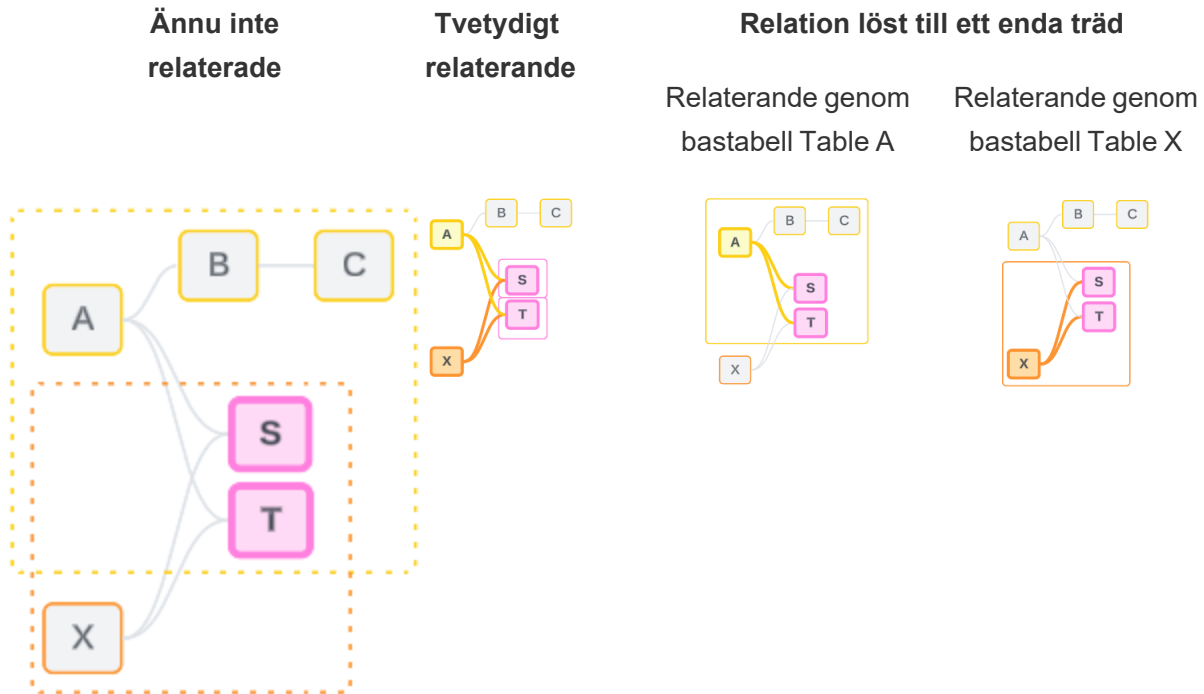 Ännu inte
relaterade
Tvetydigt
relaterande
Relation löst till ett enda träd
Relaterande genom
bastabell Table A
Relaterande genom
bastabell Table X
A
B
C
S
T
X
A
B
C
S
T
X
A
B
C
S
T
X
A
B
C
S
T
X